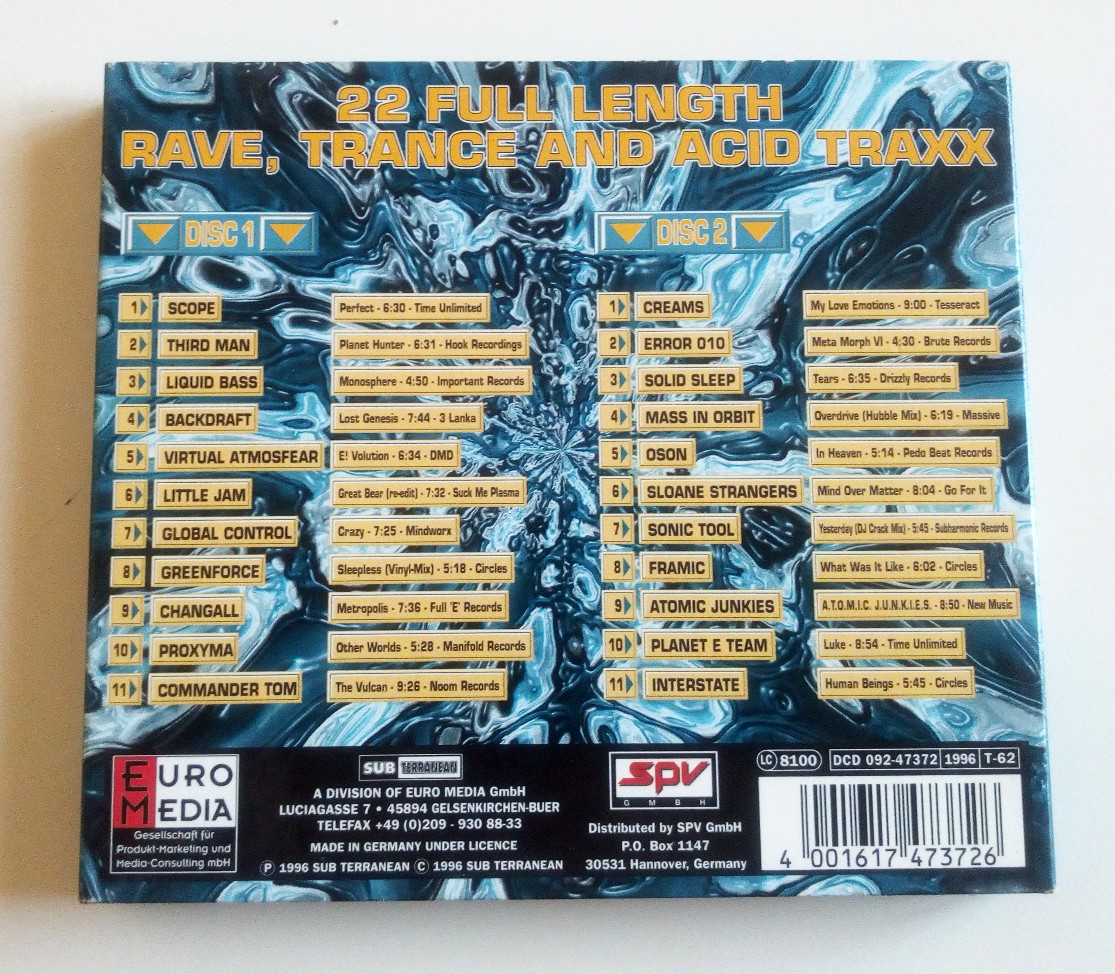 22 FULL LENGTH
RAVE, TRANCE AND ACID TRAXX
DISC 1
1 SCOPE Perfect - 6:30 - Time Unlimited
2 THIRD MAN Planet Hunter - 6:31 - Hook Recordings
3 LIQUID BASS Monosphere - 4:50 - Important Records
4 BACKDRAFT Lost Genesis - 7:44 - 3 Lanka
5 VIRTUAL ATMOSFEAR E! Volution - 6:34 - DMD
6 LITTLE JAM Great Bear (re-edit) - 7:32 - Suck Me Plasma
7 GLOBAL CONTROL Crazy - 7:25 - Mindworx
8 GREENFORCE Sleepless (Vinyl-Mix) - 5:18 - Circles
9 CHANGALL Metropolis - 7:36 - Full 'E' Records
10 PROXYMA Other Worlds - 5:28 - Manifold Records
11 COMMANDER TOM The Vulcan - 9:26 - Noom Records
DISC 2
1 CREAMS My Love Emotions - 9:00 - Tesseract
2 ERROR 010 Meta Morph VI - 4:30 - Brute Records
3 SOLID SLEEP Tears - 6:35 - Drizzly Records
4 MASS IN ORBIT Overdrive (Hubble Mix) - 6:19 - Massive
5 OSON In Heaven - 5:14 - Pedo Beat Records
6 SLOANE STRANGERS Mind Over Matter - 8:04 - Go For It
7 SONIC TOOL Yesterday (DJ Crack Mix) - 5:45 - Subharmonic Records
8 FRAMIC What Was It Like - 6:02 - Circles
9 ATOMIC JUNKIES A.T.O.M.I.C. J.U.N.K.I.E.S. - 8:50 - New Music
10 PLANET E TEAM Luke - 8:54 - Time Unlimited
11 INTERSTATE Human Beings - 5:45 - Circles
EURO
MEDIA
Gesellschaft für
Produkt-Marketing und
Media-Consulting mbH
SUB TERRANEAN
A DIVISION OF EURO MEDIA GmbH
LUCIAGASSE 7 • 45894 GELSENKIRCHEN-BUER
TELEFAX +49 (0)209 - 930 88-33
MADE IN GERMANY UNDER LICENCE
Ⓟ 1996 SUB TERRANEAN © 1996 SUB TERRANEAN
SPV
GMBH
Distributed by SPV GmbH
P.O. Box 1147
30531 Hannover, Germany
LC 8100 DCD 092-47372 1996 T-62
4 001617 473726